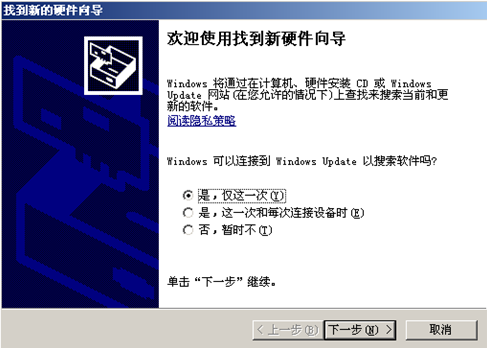 找到新的硬件向导
欢迎使用找到新硬件向导
Windows 将通过在计算机、硬件安装 CD 或 Windows
Update 网站(在您允许的情况下)上查找来搜索当前和更
新的软件。
阅读隐私策略
Windows 可以连接到 Windows Update 以搜索软件吗?
是，仅这一次(Y)
是，这一次和每次连接设备时(E)
否，暂时不(T)
单击“下一步”继续。
< 上一步(B) 下一步(N) > 取消